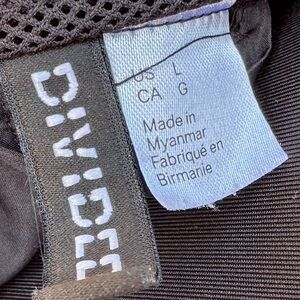 DIVIDED
US L
CA G
Made in
Myanmar
Fabriqué en
Birmanie